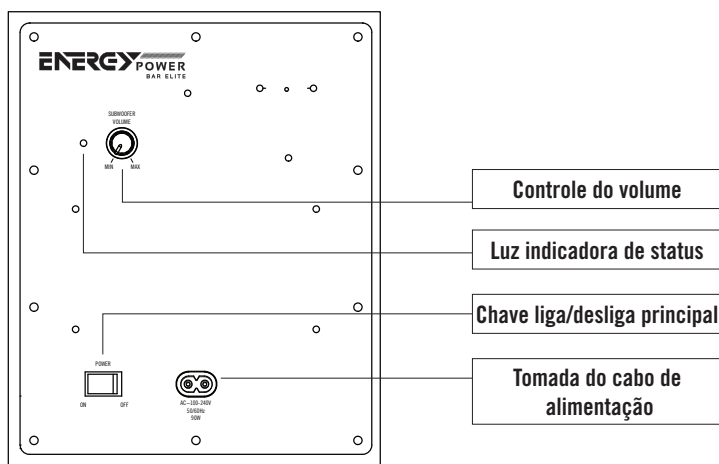 ENERGY POWER
BAR ELITE
SUBWOOFER
VOLUME
MIN MAX
Controle do volume
Luz indicadora de status
Chave liga/desliga principal
POWER
ON OFF
AC~100-240V
50/60Hz
90W
Tomada do cabo de
alimentação